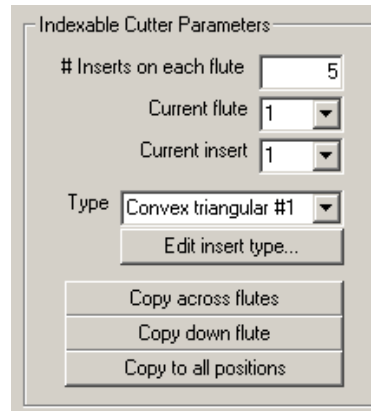 Indexable Cutter Parameters
# Inserts on each flute 5
Current flute 1
Current insert 1
Type Convex triangular #1
Edit insert type...
Copy across flutes
Copy down flute
Copy to all positions